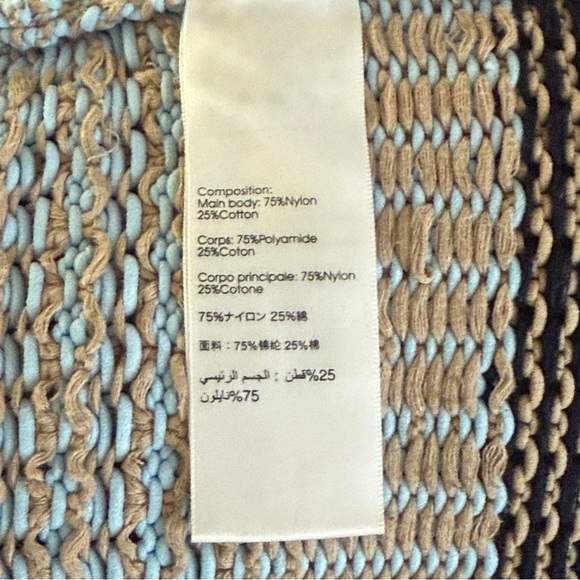 Composition:
Main body: 75%Nylon
25%Cotton
Corps: 75%Polyamide
25%Coton
Corpo principale: 75%Nylon
25%Cotone
75%ナイロン 25%綿
面料：75%锦纶 25%棉
25%قطن : الجسم الرئيسي
75%نايلون